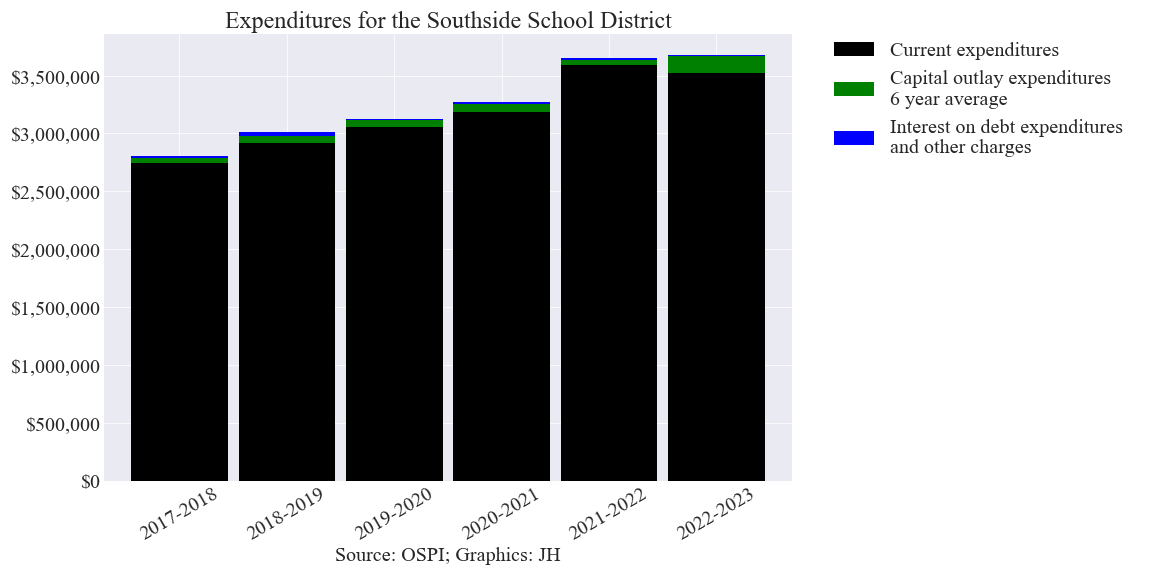 Expenditures for the Southside School District
Current expenditures
Capital outlay expenditures
6 year average
Interest on debt expenditures
and other charges
$3,500,000
$3,000,000
$2,500,000
$2,000,000
$1,500,000
$1,000,000
$500,000
$0
2017-2018
2018-2019
2019-2020
2020-2021
2021-2022
2022-2023
Source: OSPI; Graphics: JH